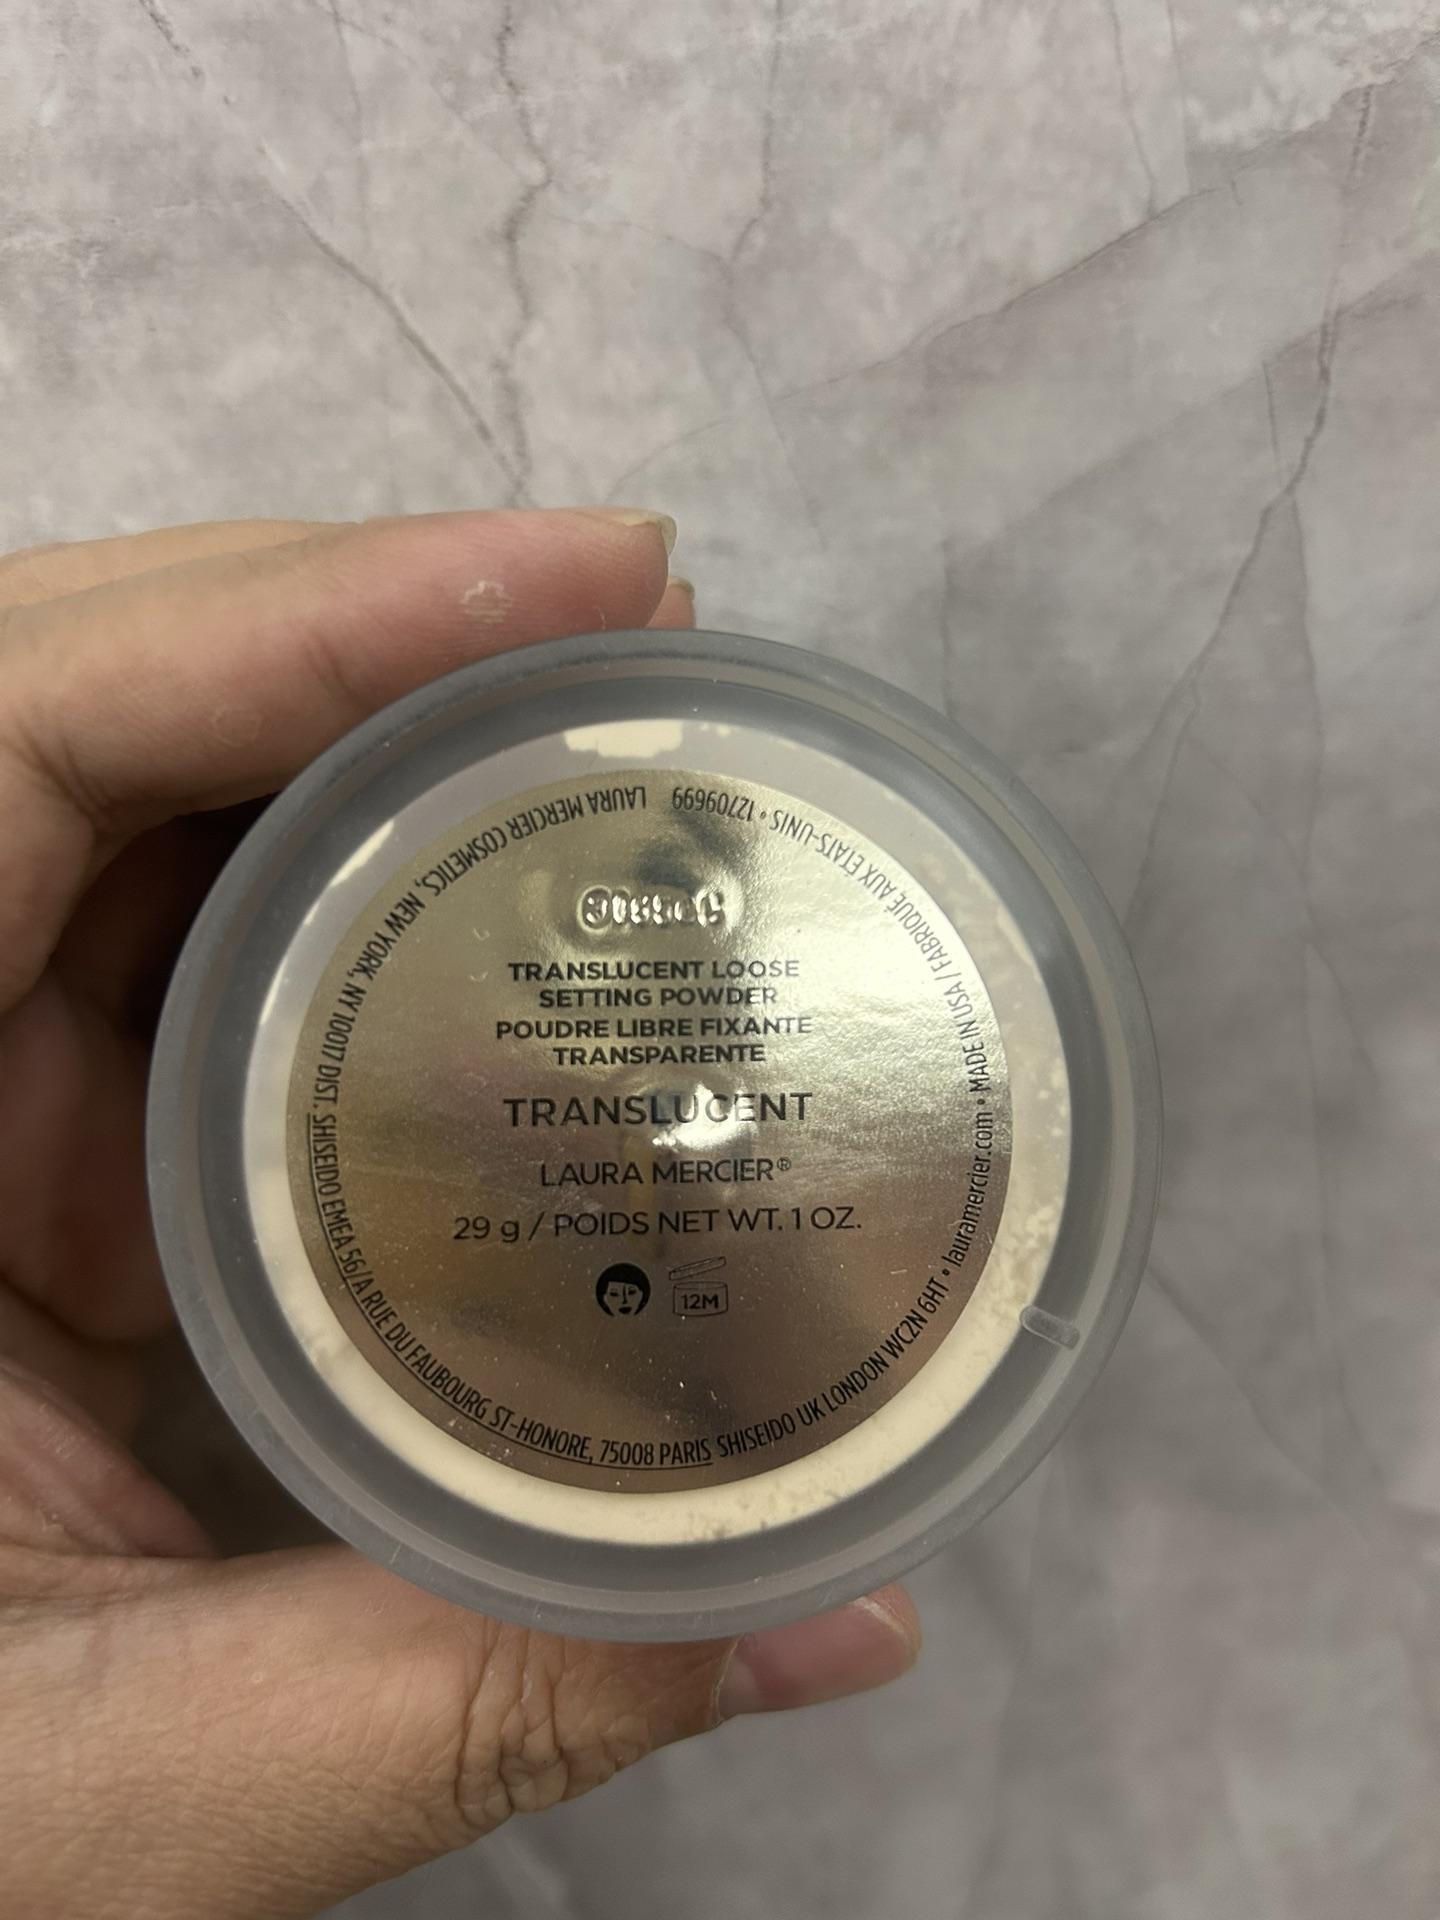 TRANSLUCENT LOOSE
SETTING POWDER
POUDRE LIBRE FIXANTE
TRANSPARENTE
TRANSLUCENT
LAURA MERCIER®
29 g / POIDS NET WT. 1 OZ.
12M
LAURA MERCIER COSMETICS, NEW YORK, NY 10017 DIST. SHISEIDO EMEA 56/A RUE DU FAUBOURG ST-HONORE, 75008 PARIS SHISEIDO UK LONDON WC2N 6HT • lauramercier.com • MADE IN USA / FABRIQUÉ AUX ÉTATS-UNIS • 12709699